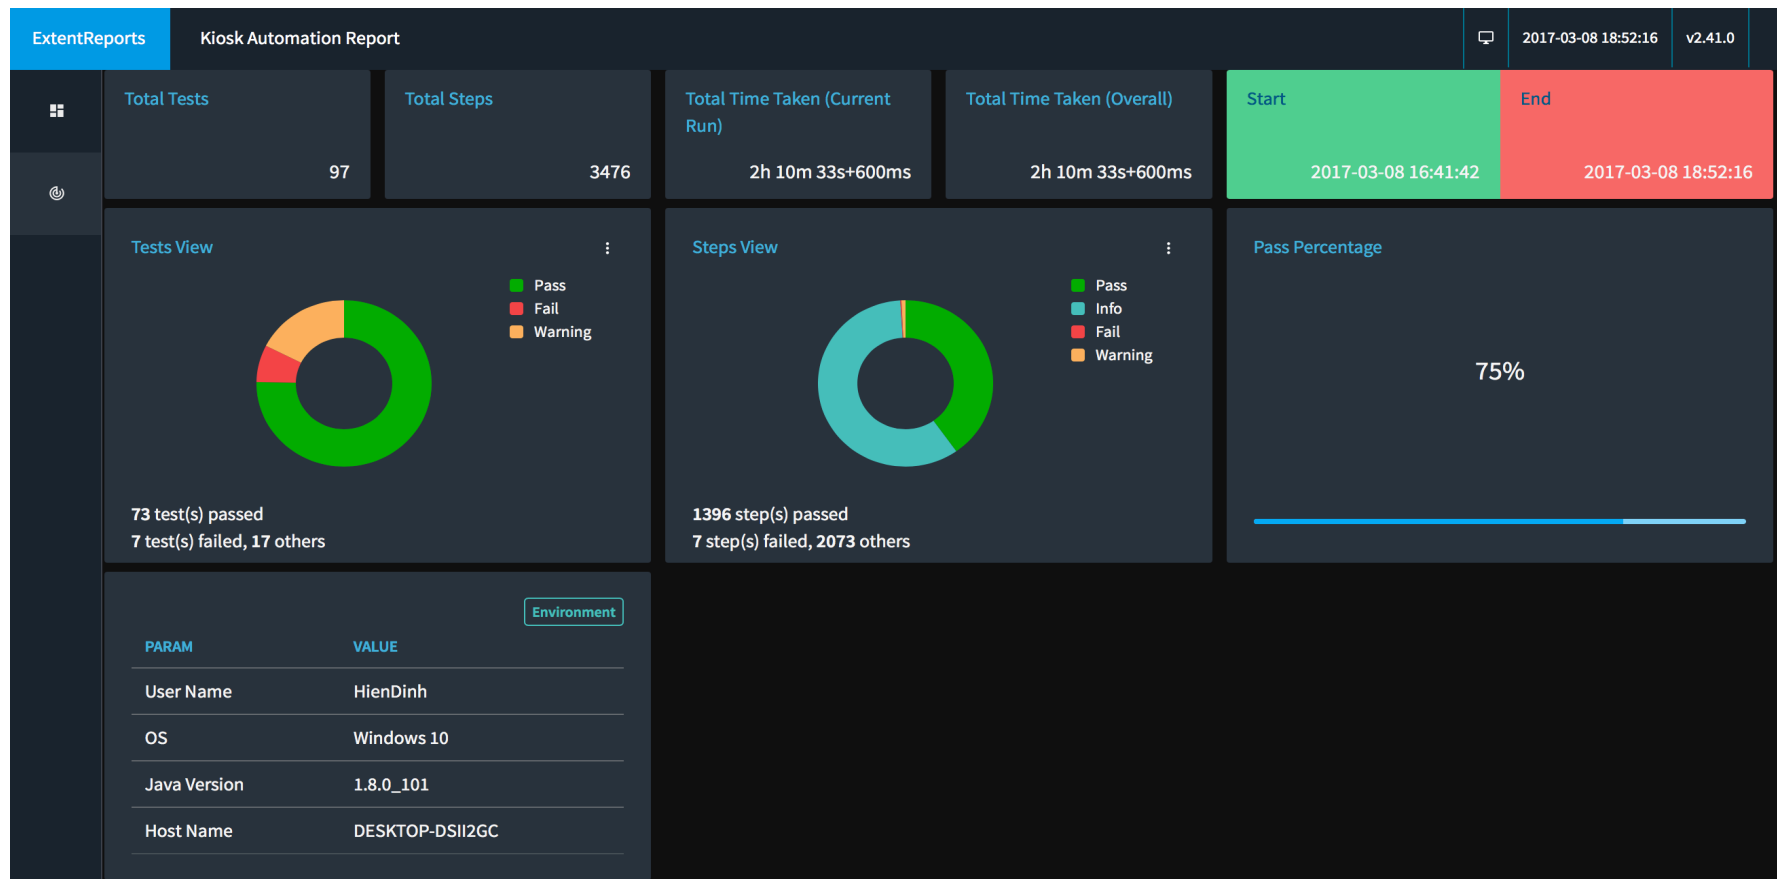 ExtentReports
Kiosk Automation Report
2017-03-08 18:52:16
v2.41.0
Total Tests
97
Total Steps
3476
Total Time Taken (Current
Run)
2h 10m 33s+600ms
Total Time Taken (Overall)
2h 10m 33s+600ms
Start
2017-03-08 16:41:42
End
2017-03-08 18:52:16
Tests View
Pass
Fail
Warning
73 test(s) passed
7 test(s) failed, 17 others
Steps View
Pass
Info
Fail
Warning
1396 step(s) passed
7 step(s) failed, 2073 others
Pass Percentage
75%
Environment
PARAM VALUE
User Name HienDinh
OS Windows 10
Java Version 1.8.0_101
Host Name DESKTOP-DSII2GC